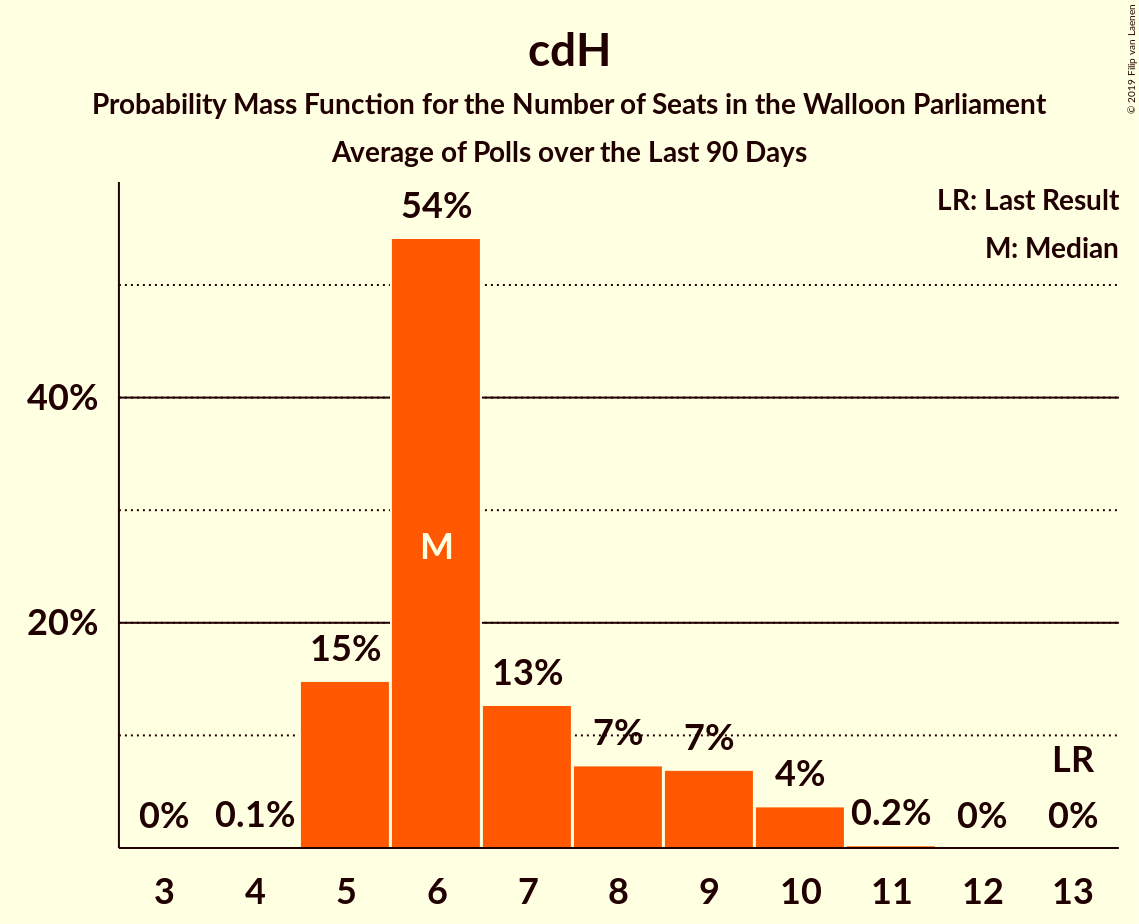 cdH
Probability Mass Function for the Number of Seats in the Walloon Parliament
Average of Polls over the Last 90 Days
© 2019 Filip van Laenen
LR: Last Result
M: Median
54%
40%
M
20%
15%
13%
7%
7%
4%
LR
0%
0.1%
0.2%
0%
0%
3 4 5 6 7 8 9 10 11 12 13